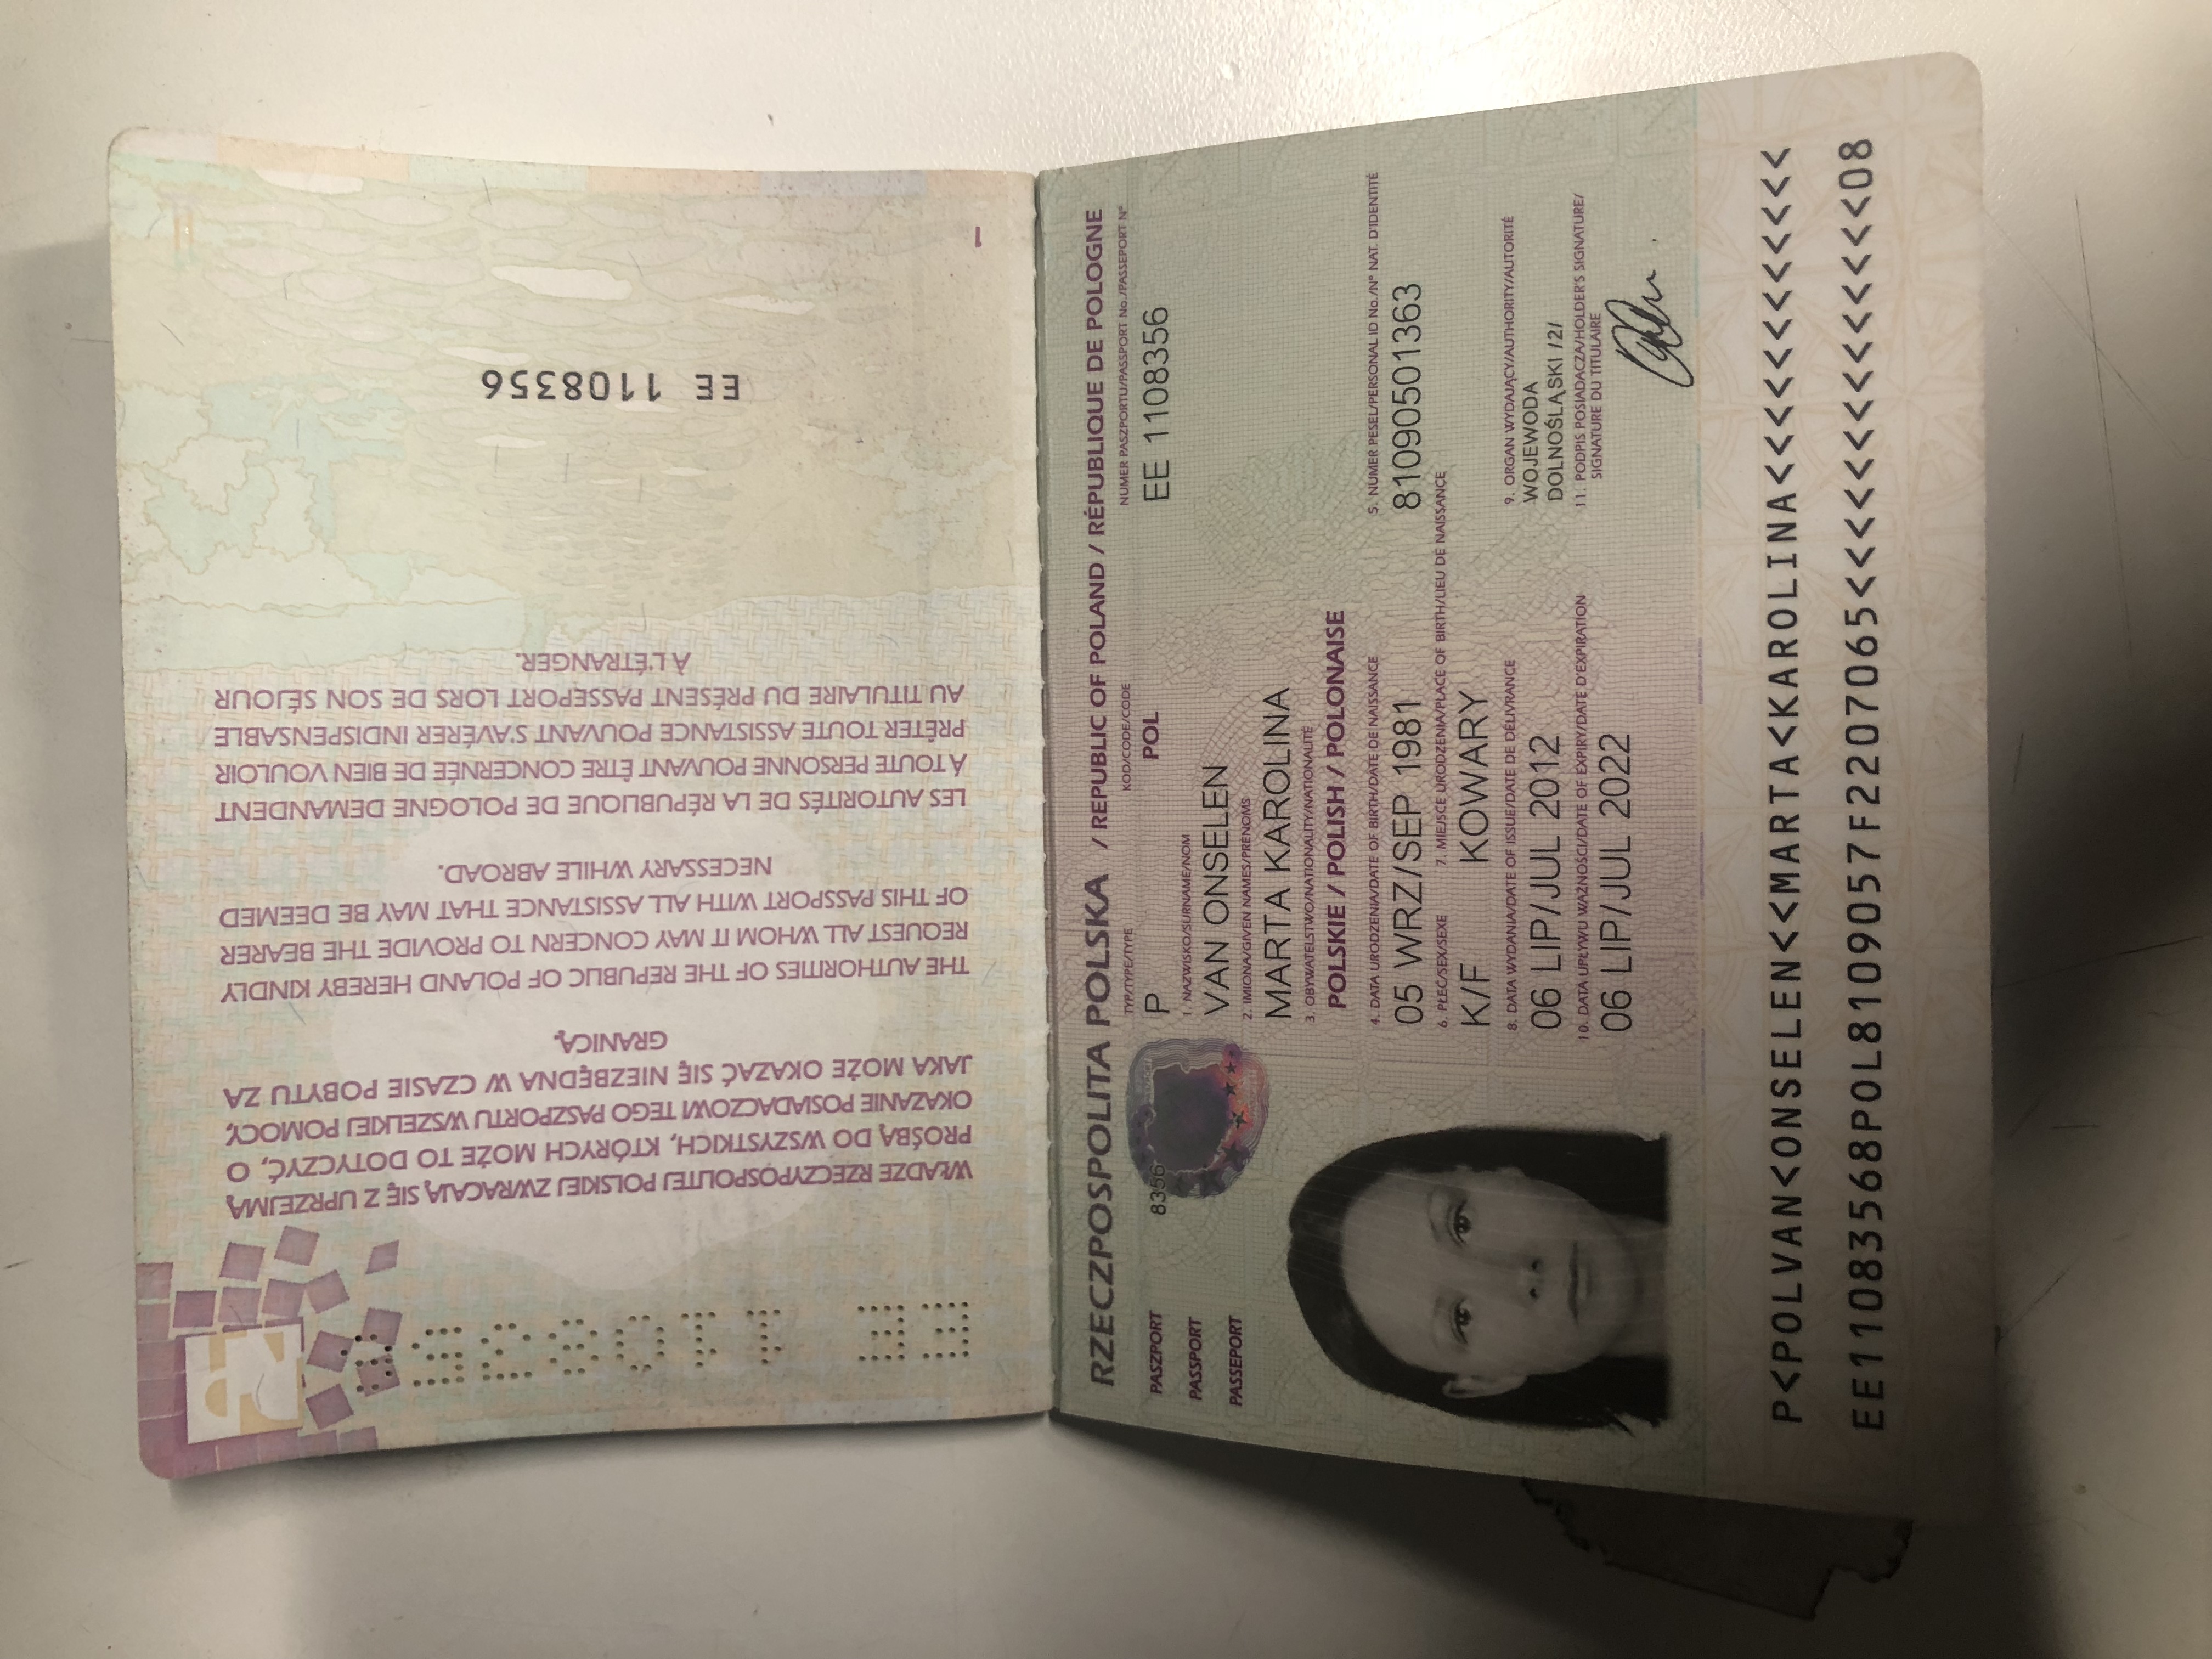 EE 1108356
WŁADZE RZECZYPOSPOLITEJ POLSKIEJ ZWRACAJĄ SIĘ Z UPRZEJMĄ
PROŚBĄ DO WSZYSTKICH, KTÓRYCH MOŻE TO DOTYCZYĆ, O
OKAZANIE POSIADACZOWI TEGO PASZPORTU WSZELKIEJ POMOCY,
JAKA MOŻE OKAZAĆ SIĘ NIEZBĘDNA W CZASIE POBYTU ZA
GRANICĄ.
THE AUTHORITIES OF THE REPUBLIC OF POLAND HEREBY KINDLY
REQUEST ALL WHOM IT MAY CONCERN TO PROVIDE THE BEARER
OF THIS PASSPORT WITH ALL ASSISTANCE THAT MAY BE DEEMED
NECESSARY WHILE ABROAD.
LES AUTORITÉS DE LA RÉPUBLIQUE DE POLOGNE DEMANDENT
À TOUTE PERSONNE POUVANT ÊTRE CONCERNÉE DE BIEN VOULOIR
PRÊTER TOUTE ASSISTANCE POUVANT S'AVÉRER INDISPENSABLE
AU TITULAIRE DU PRÉSENT PASSEPORT LORS DE SON SÉJOUR
À L'ÉTRANGER.
EE 1108356
1
RZECZPOSPOLITA POLSKA / REPUBLIC OF POLAND / RÉPUBLIQUE DE POLOGNE
TYP/TYPE/TYPE KOD/CODE/CODE NUMER PASZPORTU/PASSPORT No./PASSEPORT N°
PASZPORT 8356 P POL EE 1108356
PASSPORT
PASSEPORT
1. NAZWISKO/SURNAME/NOM
VAN ONSELEN
2. IMIONA/GIVEN NAMES/PRÉNOMS
MARTA KAROLINA
3. OBYWATELSTWO/NATIONALITY/NATIONALITÉ
POLSKIE / POLISH / POLONAISE
4. DATA URODZENIA/DATE OF BIRTH/DATE DE NAISSANCE 5. NUMER PESEL/PERSONAL ID No./N° NAT. D'IDENTITÉ
05 WRZ/SEP 1981 81090501363
6. PŁEĆ/SEX/SEXE 7. MIEJSCE URODZENIA/PLACE OF BIRTH/LIEU DE NAISSANCE
K/F KOWARY
8. DATA WYDANIA/DATE OF ISSUE/DATE DE DÉLIVRANCE 9. ORGAN WYDAJĄCY/AUTHORITY/AUTORITÉ
06 LIP/JUL 2012 WOJEWODA
DOLNOŚLĄSKI /2/
10. DATA UPŁYWU WAŻNOŚCI/DATE OF EXPIRY/DATE D'EXPIRATION 11. PODPIS POSIADACZA/HOLDER'S SIGNATURE/
SIGNATURE DU TITULAIRE
06 LIP/JUL 2022
P<POLVAN<ONSELEN<<MARTA<KAROLINA<<<<<<<<<<<<
EE11083568POL8109057F2207065<<<<<<<<<<<<<<08